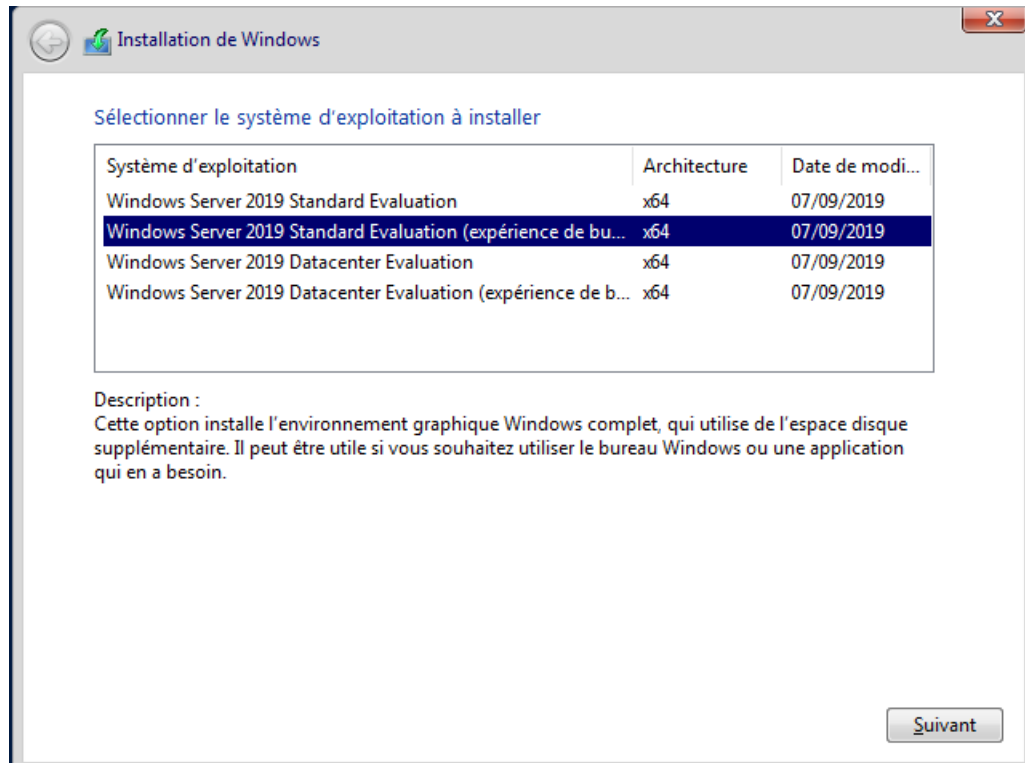 Installation de Windows
Sélectionner le système d'exploitation à installer
Système d'exploitation Architecture Date de modi...
Windows Server 2019 Standard Evaluation x64 07/09/2019
Windows Server 2019 Standard Evaluation (expérience de bu... x64 07/09/2019
Windows Server 2019 Datacenter Evaluation x64 07/09/2019
Windows Server 2019 Datacenter Evaluation (expérience de b... x64 07/09/2019
Description :
Cette option installe l'environnement graphique Windows complet, qui utilise de l'espace disque
supplémentaire. Il peut être utile si vous souhaitez utiliser le bureau Windows ou une application
qui en a besoin.
Suivant